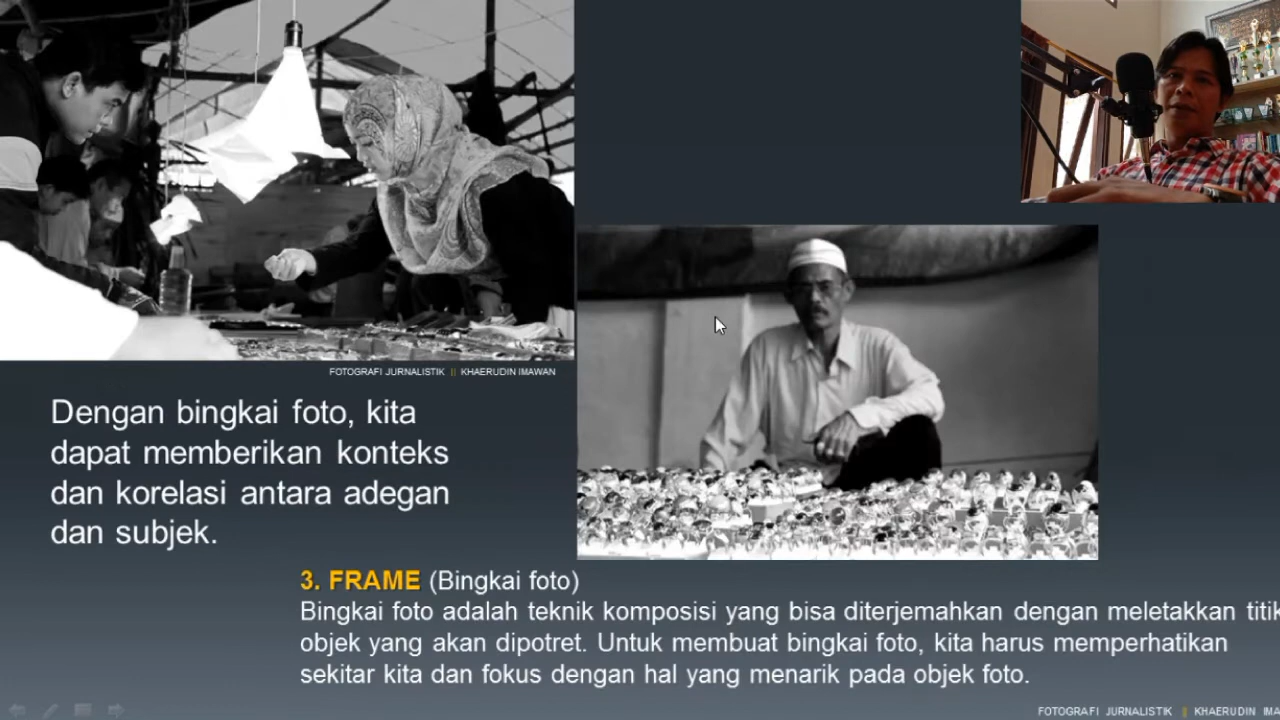 FOTOGRAFI JURNALISTIK || KHAERUDIN IMAWAN
Dengan bingkai foto, kita
dapat memberikan konteks
dan korelasi antara adegan
dan subjek.
3. FRAME (Bingkai foto)
Bingkai foto adalah teknik komposisi yang bisa diterjemahkan dengan meletakkan titik
objek yang akan dipotret. Untuk membuat bingkai foto, kita harus memperhatikan
sekitar kita dan fokus dengan hal yang menarik pada objek foto.
FOTOGRAFI JURNALISTIK || KHAERUDIN IMA